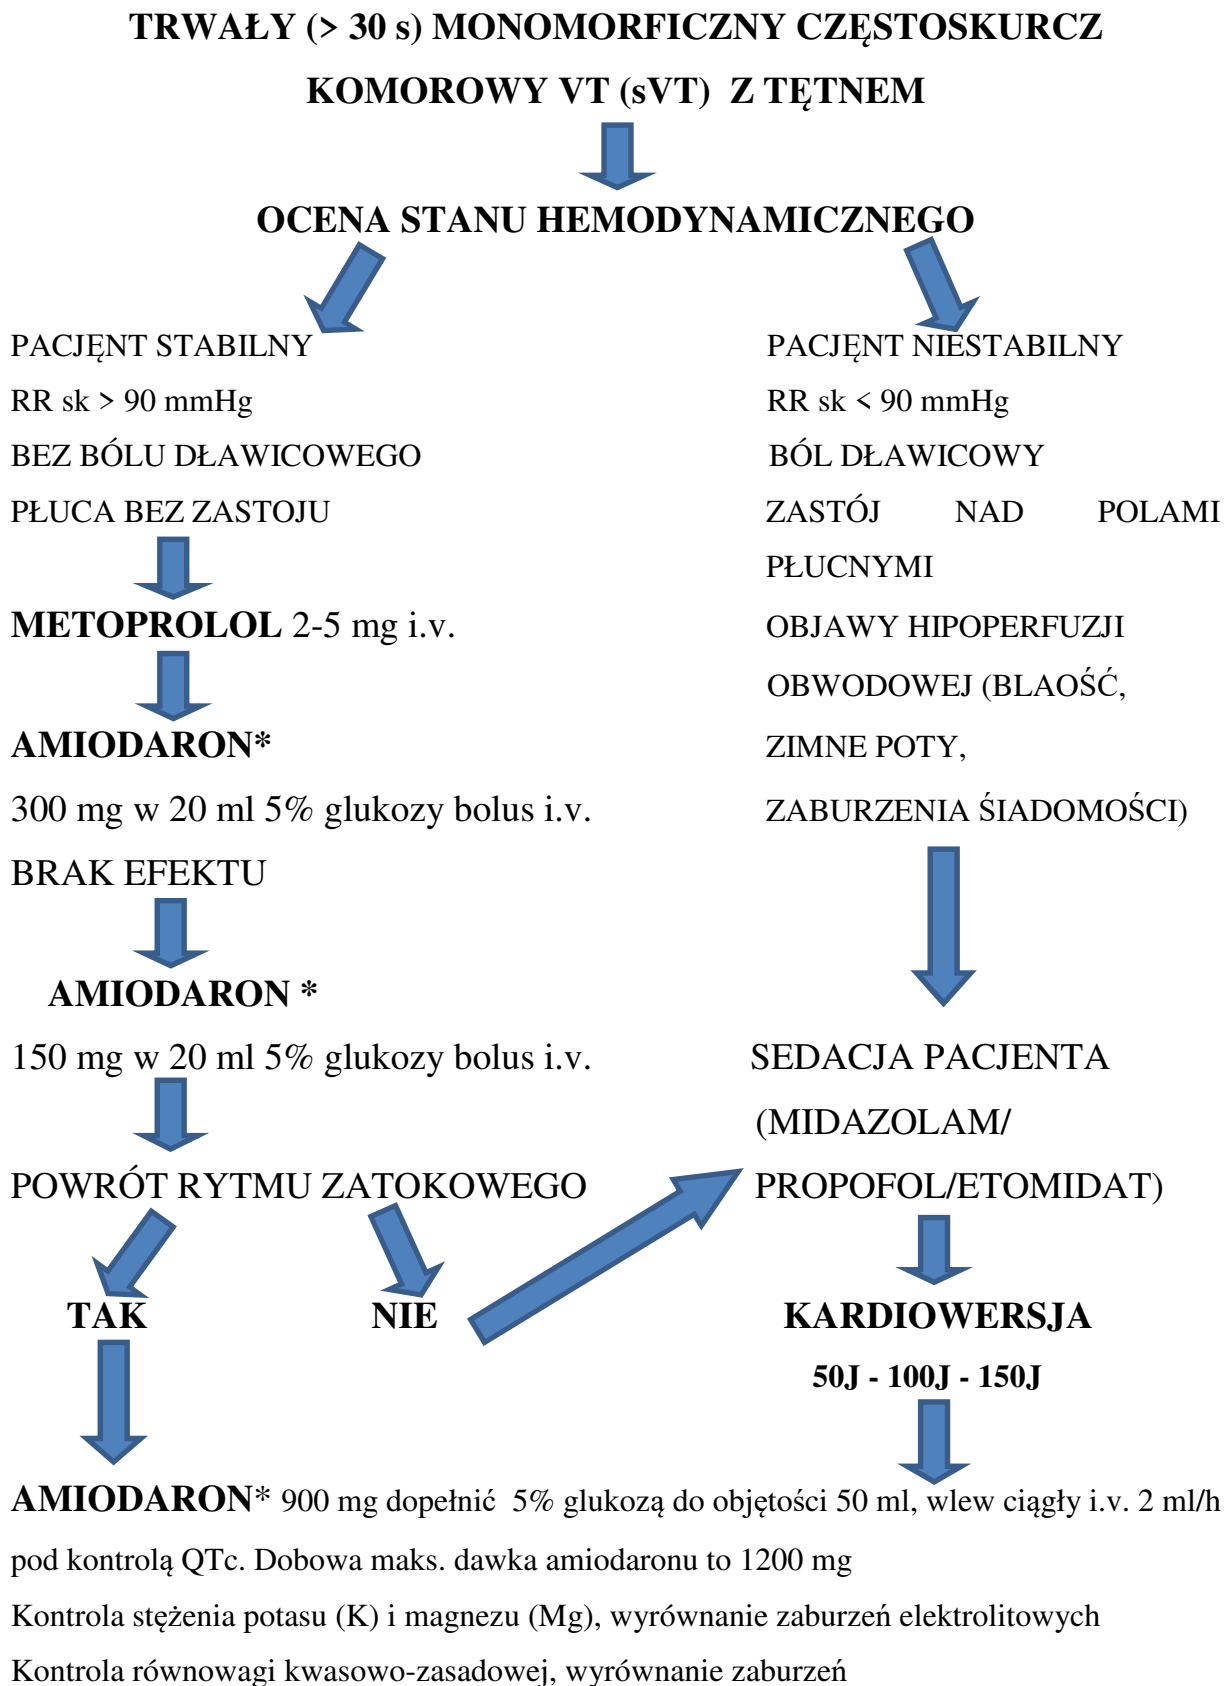 TRWAŁY (> 30 s) MONOMORFICZNY CZĘSTOSKURCZ
KOMOROWY VT (sVT) Z TĘTNEM
OCENA STANU HEMODYNAMICZNEGO
PACJĘNT STABILNY
RR sk > 90 mmHg
BEZ BÓLU DŁAWICOWEGO
PŁUCA BEZ ZASTOJU
METOPROLOL 2-5 mg i.v.
AMIODARON*
300 mg w 20 ml 5% glukozy bolus i.v.
BRAK EFEKTU
AMIODARON *
150 mg w 20 ml 5% glukozy bolus i.v.
POWRÓT RYTMU ZATOKOWEGO
TAK
NIE
PACJĘNT NIESTABILNY
RR sk < 90 mmHg
BÓL DŁAWICOWY
ZASTÓJ NAD POLAMI
PŁUCNYMI
OBJAWY HIPOPERFUZJI
OBWODOWEJ (BLAOŚĆ,
ZIMNE POTY,
ZABURZENIA ŚIADOMOŚCI)
SEDACJA PACJENTA
(MIDAZOLAM/
PROPOFOL/ETOMIDAT)
KARDIOWERSJA
50J - 100J - 150J
AMIODARON* 900 mg dopełnić 5% glukozą do objętości 50 ml, wlew ciągły i.v. 2 ml/h
pod kontrolą QTc. Dobowa maks. dawka amiodaronu to 1200 mg
Kontrola stężenia potasu (K) i magnezu (Mg), wyrównanie zaburzeń elektrolitowych
Kontrola równowagi kwasowo-zasadowej, wyrównanie zaburzeń